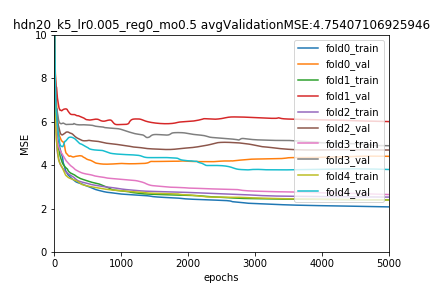 hdn20_k5_lr0.005_reg0_mo0.5 avgValidationMSE:4.75407106925946
MSE
10
8
6
4
2
0
fold0_train
fold0_val
fold1_train
fold1_val
fold2_train
fold2_val
fold3_train
fold3_val
fold4_train
fold4_val
0 1000 2000 3000 4000 5000
epochs